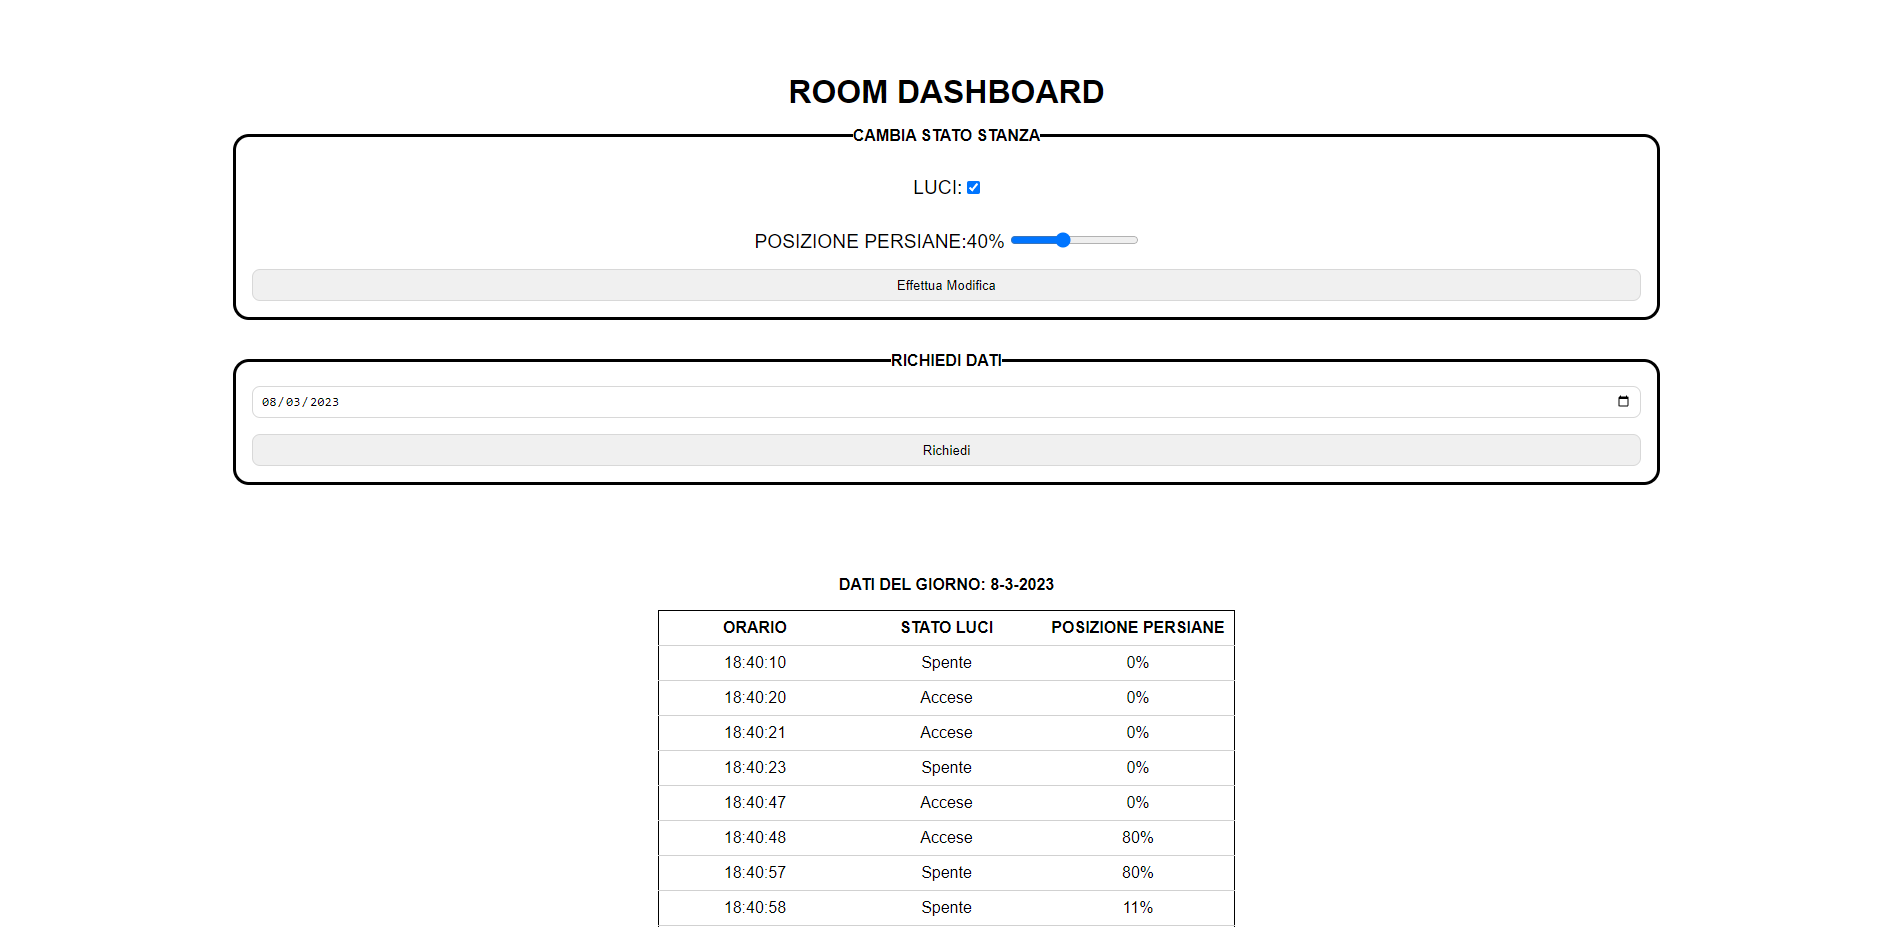 ROOM DASHBOARD
CAMBIA STATO STANZA
LUCI:
POSIZIONE PERSIANE:40%
Effettua Modifica
RICHIEDI DATI
08/03/2023
Richiedi
DATI DEL GIORNO: 8-3-2023
ORARIO STATO LUCI POSIZIONE PERSIANE
18:40:10 Spente 0%
18:40:20 Accese 0%
18:40:21 Accese 0%
18:40:23 Spente 0%
18:40:47 Accese 0%
18:40:48 Accese 80%
18:40:57 Spente 80%
18:40:58 Spente 11%